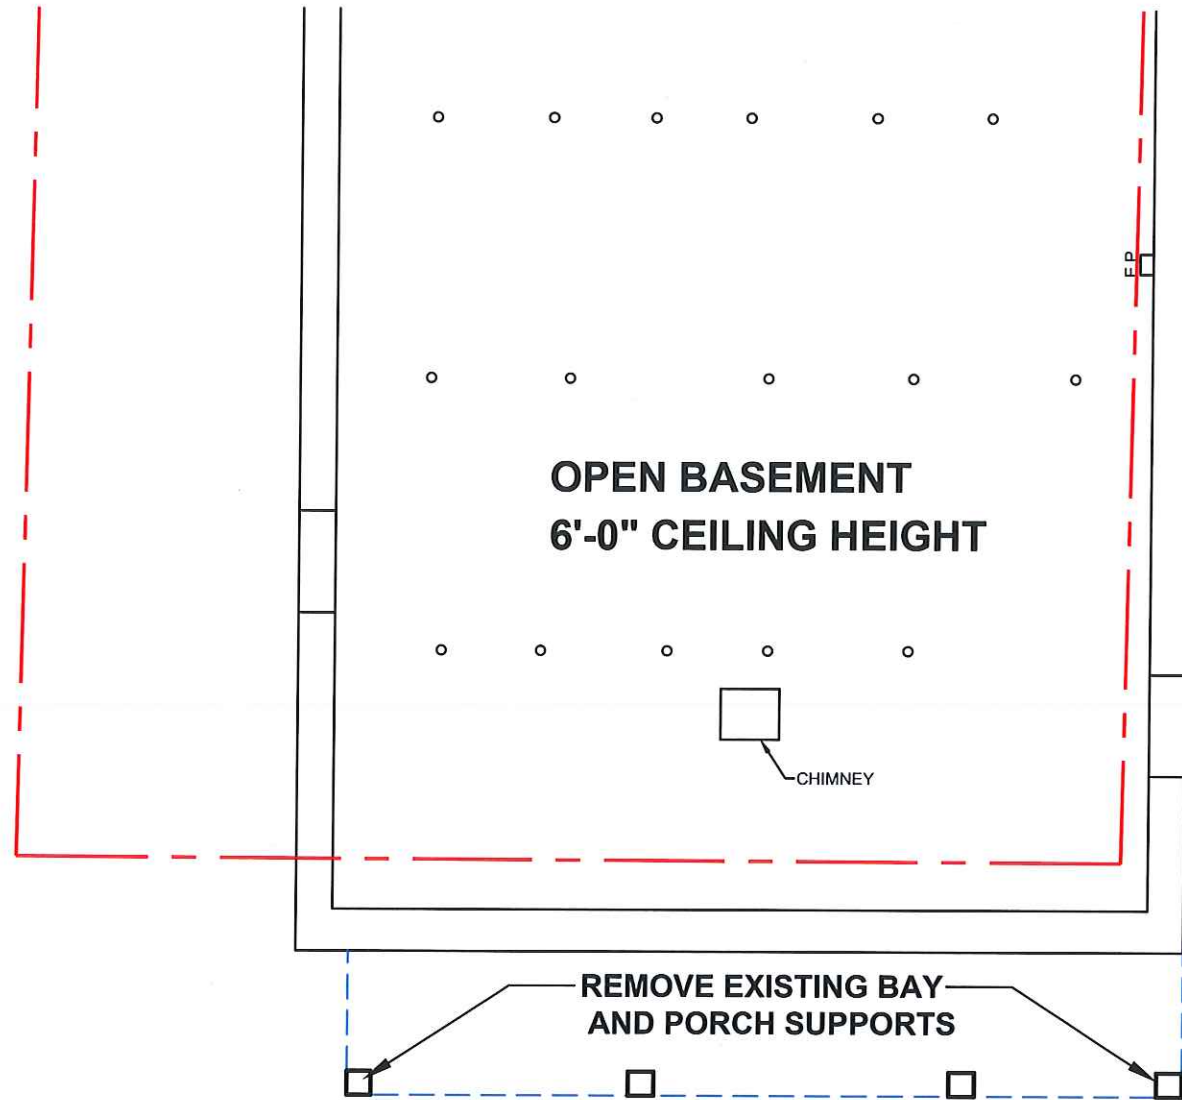 F P
OPEN BASEMENT
6'-0" CEILING HEIGHT
CHIMNEY
REMOVE EXISTING BAY
AND PORCH SUPPORTS